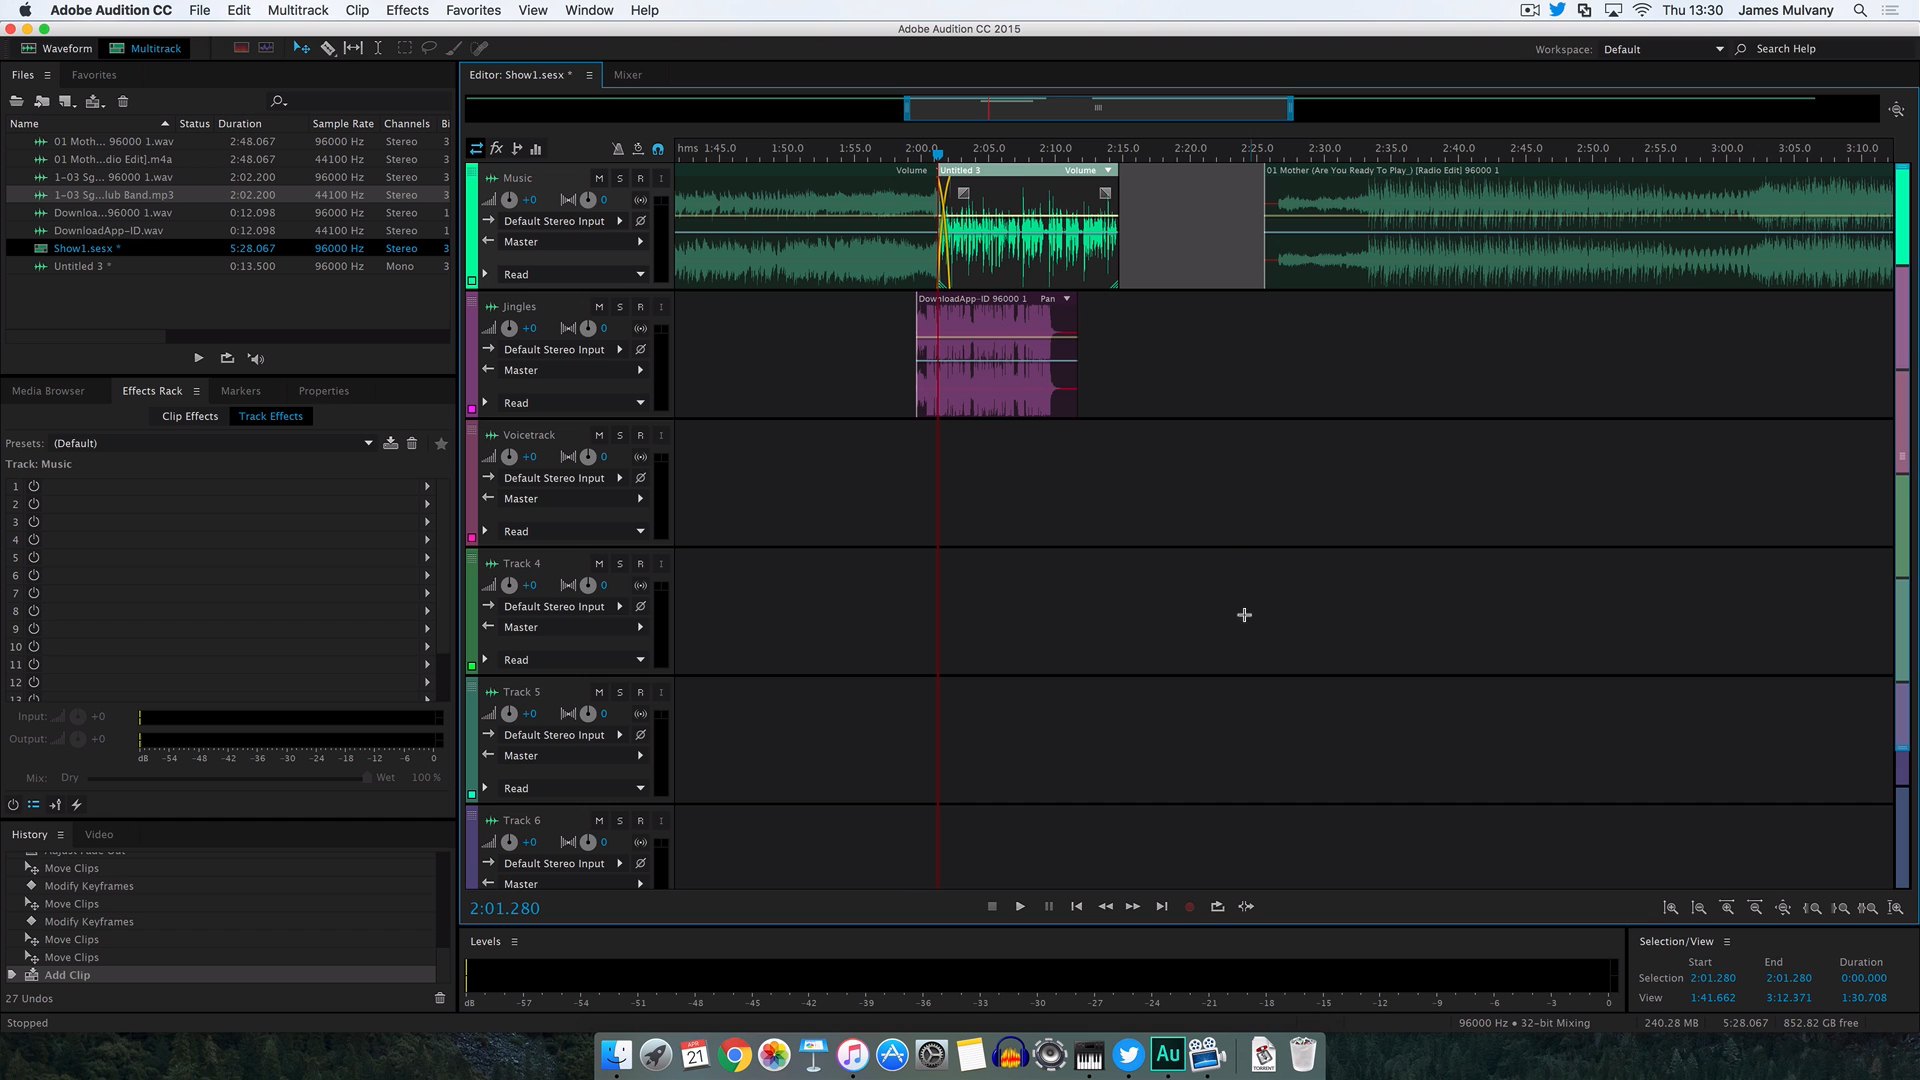 Adobe Audition CC File Edit Multitrack Clip Effects Favorites View Window Help Thu 13:30 James Mulvany
Adobe Audition CC 2015
Waveform Multitrack Workspace: Default Search Help
Files Favorites
Name Status Duration Sample Rate Channels Bi
01 Moth... 96000 1.wav 2:48.067 96000 Hz Stereo 3
01 Moth...dio Edit].m4a 2:48.067 44100 Hz Stereo 3
1-03 Sg... 96000 1.wav 2:02.200 96000 Hz Stereo 3
1-03 Sg...lub Band.mp3 2:02.200 44100 Hz Stereo 3
Downloa...96000 1.wav 0:12.098 96000 Hz Stereo 1
DownloadApp-ID.wav 0:12.098 44100 Hz Stereo 1
Show1.sesx * 5:28.067 96000 Hz Stereo 3
Untitled 3 * 0:13.500 96000 Hz Mono 3
Media Browser Effects Rack Markers Properties
Clip Effects Track Effects
Presets: (Default)
Track: Music
1
2
3
4
5
6
7
8
9
10
11
12
13
Input: +0
Output: +0
dB -54 -48 -42 -36 -30 -24 -18 -12 -6 0
Mix: Dry Wet 100 %
History Video
Adjust Fade Out
Move Clips
Modify Keyframes
Move Clips
Modify Keyframes
Move Clips
Move Clips
Add Clip
27 Undos
Stopped
Editor: Show1.sesx * Mixer
fx hms 1:45.0 1:50.0 1:55.0 2:00.0 2:05.0 2:10.0 2:15.0 2:20.0 2:25.0 2:30.0 2:35.0 2:40.0 2:45.0 2:50.0 2:55.0 3:00.0 3:05.0 3:10.0
Volume Untitled 3 Volume 01 Mother (Are You Ready To Play_) [Radio Edit] 96000 1
Music M S R I
+0 0
Default Stereo Input
Master
Read
DownloadApp-ID 96000 1 Pan
Jingles M S R I
+0 0
Default Stereo Input
Master
Read
Voicetrack M S R I
+0 0
Default Stereo Input
Master
Read
Track 4 M S R I
+0 0
Default Stereo Input
Master
Read
Track 5 M S R I
+0 0
Default Stereo Input
Master
Read
Track 6 M S R I
+0 0
Default Stereo Input
Master
2:01.280
Levels
dB -57 -54 -51 -48 -45 -42 -39 -36 -33 -30 -27 -24 -21 -18 -15 -12 -9 -6 -3 0
Selection/View
Start End Duration
Selection 2:01.280 2:01.280 0:00.000
View 1:41.662 3:12.371 1:30.708
96000 Hz • 32-bit Mixing 240.28 MB 5:28.067 852.82 GB free
APR
21
Au
TORRENT